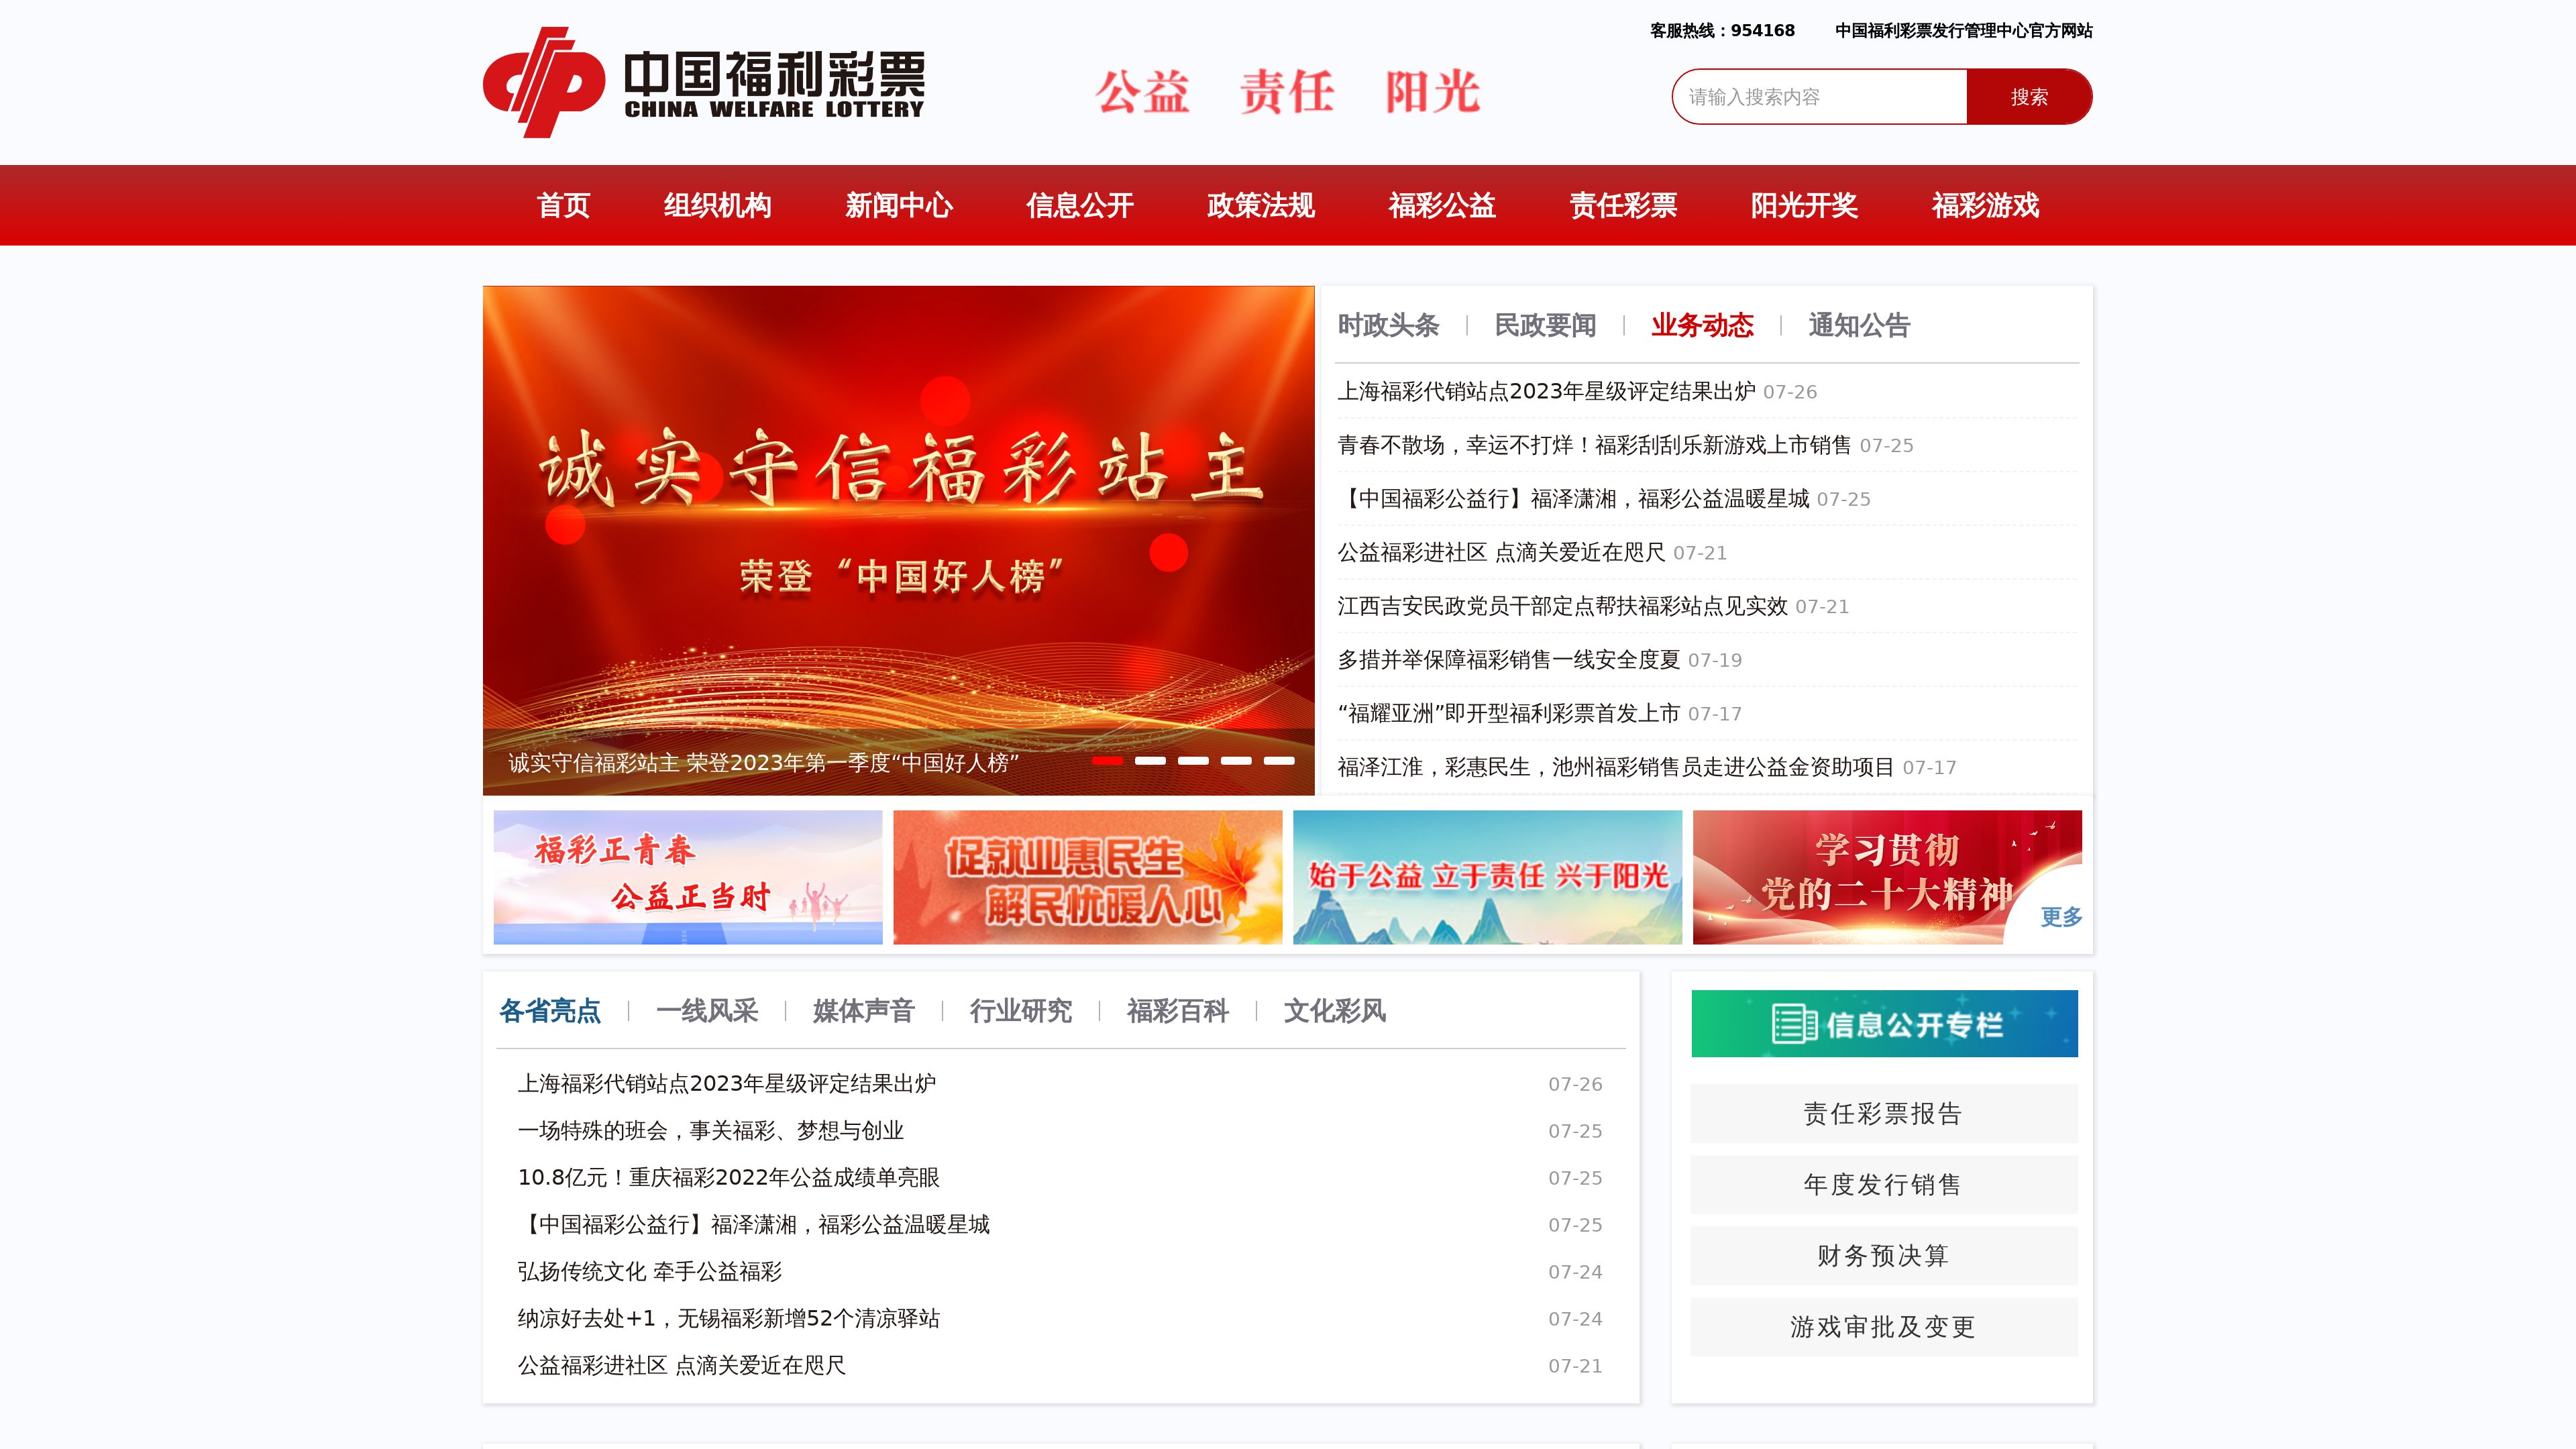 客服热线：954168 中国福利彩票发行管理中心官方网站
中国福利彩票
CHINA WELFARE LOTTERY
公益 责任 阳光
请输入搜索内容 搜索
首页 组织机构 新闻中心 信息公开 政策法规 福彩公益 责任彩票 阳光开奖 福彩游戏
诚实守信福彩站主
荣登“中国好人榜”
诚实守信福彩站主 荣登2023年第一季度“中国好人榜”
时政头条 民政要闻 业务动态 通知公告
上海福彩代销站点2023年星级评定结果出炉 07-26
青春不散场，幸运不打烊！福彩刮刮乐新游戏上市销售 07-25
【中国福彩公益行】福泽潇湘，福彩公益温暖星城 07-25
公益福彩进社区 点滴关爱近在咫尺 07-21
江西吉安民政党员干部定点帮扶福彩站点见实效 07-21
多措并举保障福彩销售一线安全度夏 07-19
“福耀亚洲”即开型福利彩票首发上市 07-17
福泽江淮，彩惠民生，池州福彩销售员走进公益金资助项目 07-17
福彩正青春
公益正当时
促就业惠民生
解民忧暖人心
始于公益 立于责任 兴于阳光
学习贯彻
党的二十大精神
更多
各省亮点 一线风采 媒体声音 行业研究 福彩百科 文化彩风
上海福彩代销站点2023年星级评定结果出炉 07-26
一场特殊的班会，事关福彩、梦想与创业 07-25
10.8亿元！重庆福彩2022年公益成绩单亮眼 07-25
【中国福彩公益行】福泽潇湘，福彩公益温暖星城 07-25
弘扬传统文化 牵手公益福彩 07-24
纳凉好去处+1，无锡福彩新增52个清凉驿站 07-24
公益福彩进社区 点滴关爱近在咫尺 07-21
信息公开专栏
责任彩票报告
年度发行销售
财务预决算
游戏审批及变更